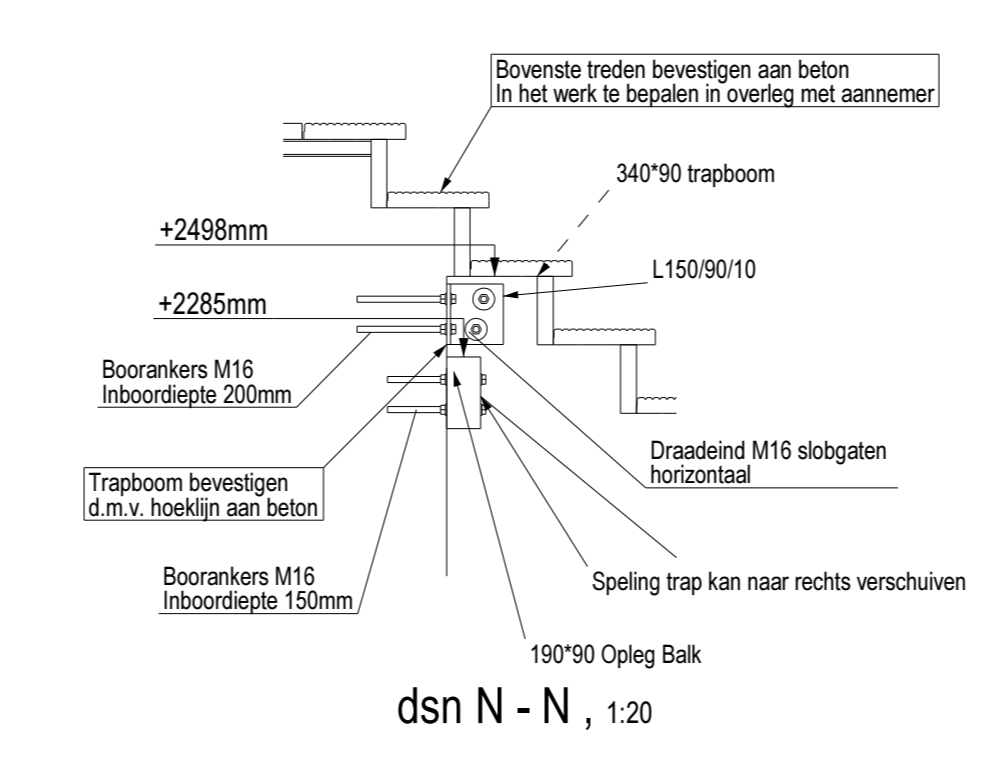 Bovenste treden bevestigen aan beton
In het werk te bepalen in overleg met aannemer
340*90 trapboom
+2498mm
L150/90/10
+2285mm
Boorankers M16
Inboordiepte 200mm
Draadeind M16 slobgaten
horizontaal
Trapboom bevestigen
d.m.v. hoeklijn aan beton
Boorankers M16
Inboordiepte 150mm
Speling trap kan naar rechts verschuiven
190*90 Opleg Balk
dsn N - N , 1:20